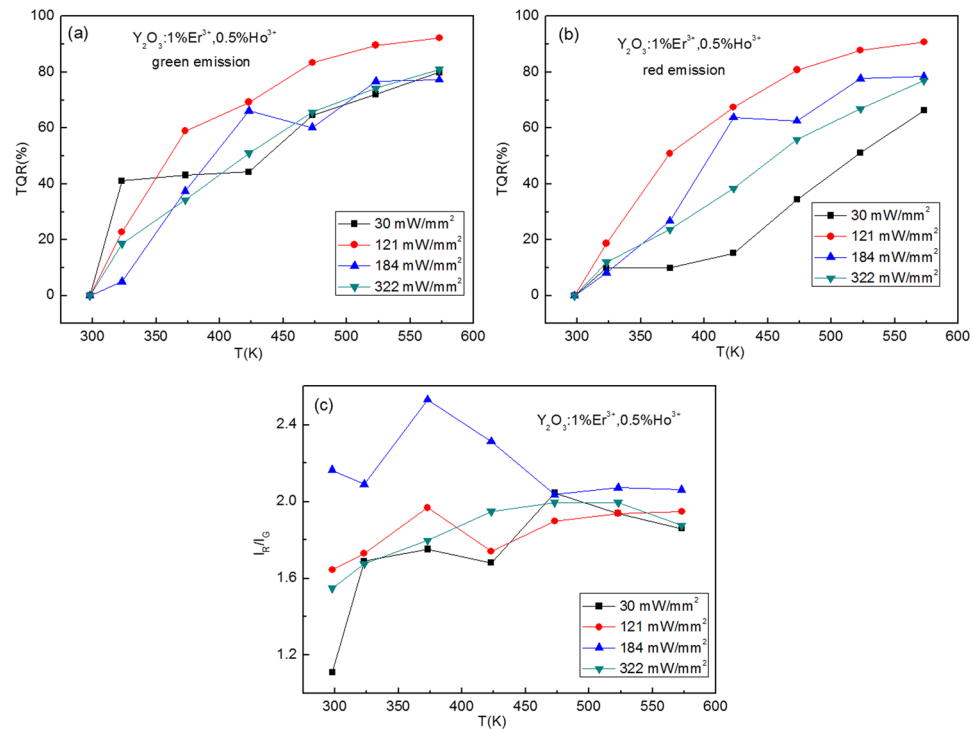 (a)
Y₂O₃:1%Er³⁺,0.5%Ho³⁺
green emission
100
80
60
40
20
0
TQR(%)
30 mW/mm²
121 mW/mm²
184 mW/mm²
322 mW/mm²
300 350 400 450 500 550 600
T(K)
(b)
Y₂O₃:1%Er³⁺,0.5%Ho³⁺
red emission
100
80
60
40
20
0
TQR(%)
30 mW/mm²
121 mW/mm²
184 mW/mm²
322 mW/mm²
300 350 400 450 500 550 600
T(K)
(c)
Y₂O₃:1%Er³⁺,0.5%Ho³⁺
2.4
2.0
1.6
1.2
I_R/I_G
30 mW/mm²
121 mW/mm²
184 mW/mm²
322 mW/mm²
300 350 400 450 500 550 600
T(K)